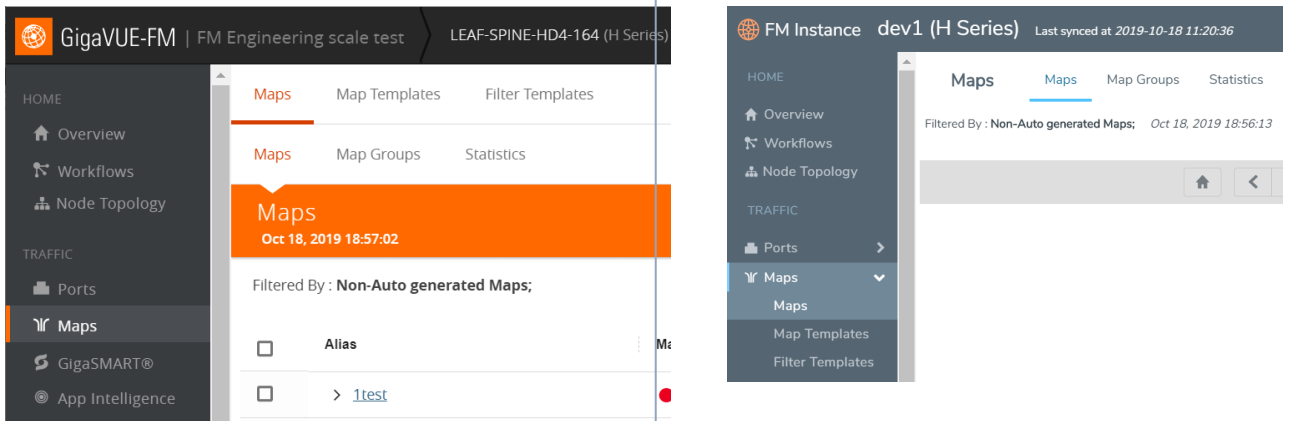 GigaVUE-FM | FM Engineering scale test LEAF-SPINE-HD4-164 (H Series)
HOME
Overview
Workflows
Node Topology
TRAFFIC
Ports
Maps
GigaSMART®
App Intelligence
Maps Map Templates Filter Templates
Maps Map Groups Statistics
Maps
Oct 18, 2019 18:57:02
Filtered By : Non-Auto generated Maps;
Alias
1test
FM Instance dev1 (H Series) Last synced at 2019-10-18 11:20:36
HOME
Overview
Workflows
Node Topology
TRAFFIC
Ports
Maps
Maps
Map Templates
Filter Templates
Maps Maps Map Groups Statistics
Filtered By : Non-Auto generated Maps; Oct 18, 2019 18:56:13